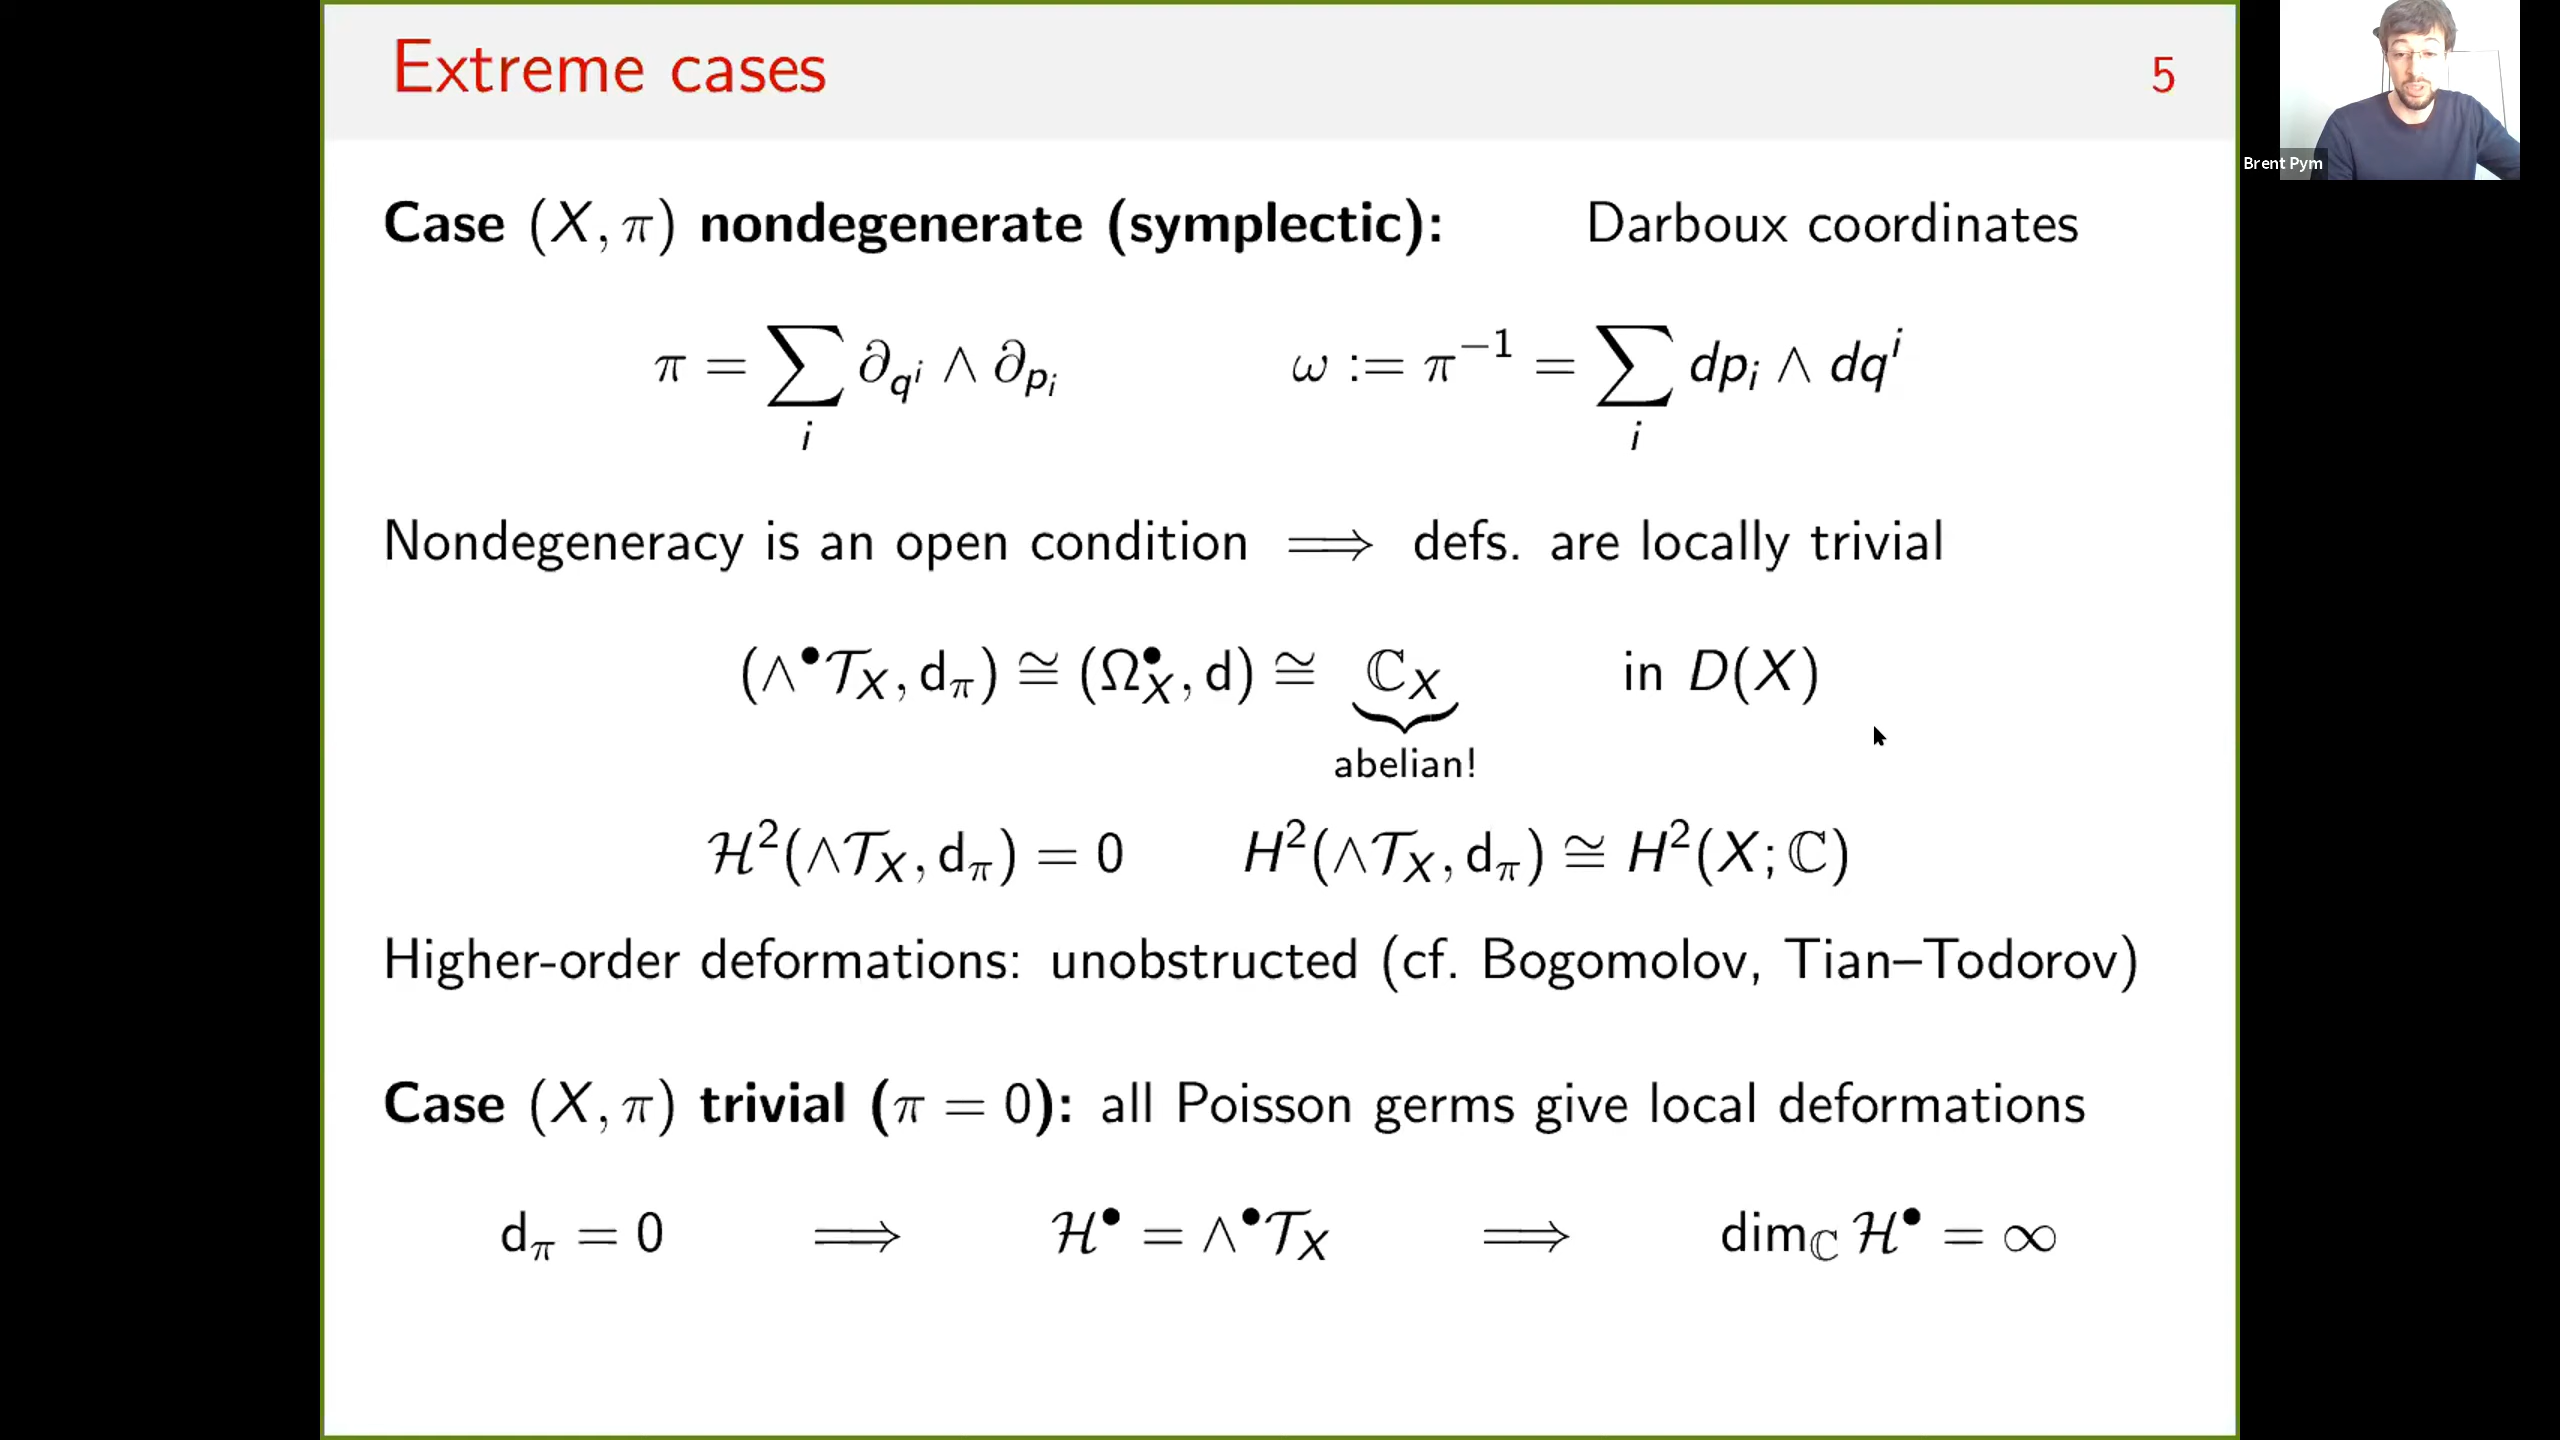 Extreme cases 5
Brent Pym
Case (X, π) nondegenerate (symplectic): Darboux coordinates
π = ∑_i ∂_{q^i} ∧ ∂_{p_i} ω := π^{−1} = ∑_i dp_i ∧ dq^i
Nondegeneracy is an open condition ⟹ defs. are locally trivial
(∧^•𝒯_X, d_π) ≅ (Ω^•_X, d) ≅ ℂ_X in D(X)
abelian!
ℋ²(∧𝒯_X, d_π) = 0 H²(∧𝒯_X, d_π) ≅ H²(X; ℂ)
Higher-order deformations: unobstructed (cf. Bogomolov, Tian–Todorov)
Case (X, π) trivial (π = 0): all Poisson germs give local deformations
d_π = 0 ⟹ ℋ^• = ∧^•𝒯_X ⟹ dim_ℂ ℋ^• = ∞